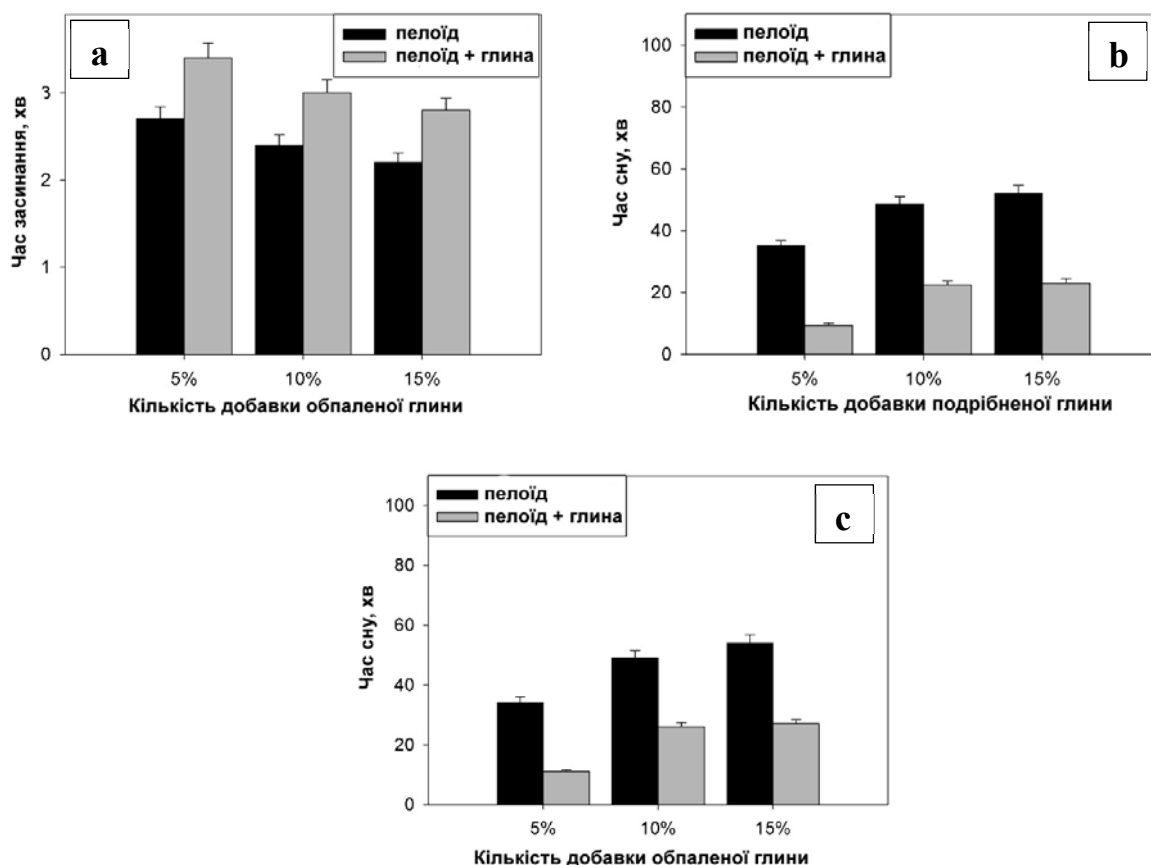 a
пелоїд
пелоїд + глина
Час засинання, хв
3
2
1
0
5%
10%
15%
Кількість добавки обпаленої глини
b
пелоїд
пелоїд + глина
Час сну, хв
100
80
60
40
20
0
5%
10%
15%
Кількість добавки подрібненої глини
c
пелоїд
пелоїд + глина
Час сну, хв
100
80
60
40
20
0
5%
10%
15%
Кількість добавки обпаленої глини